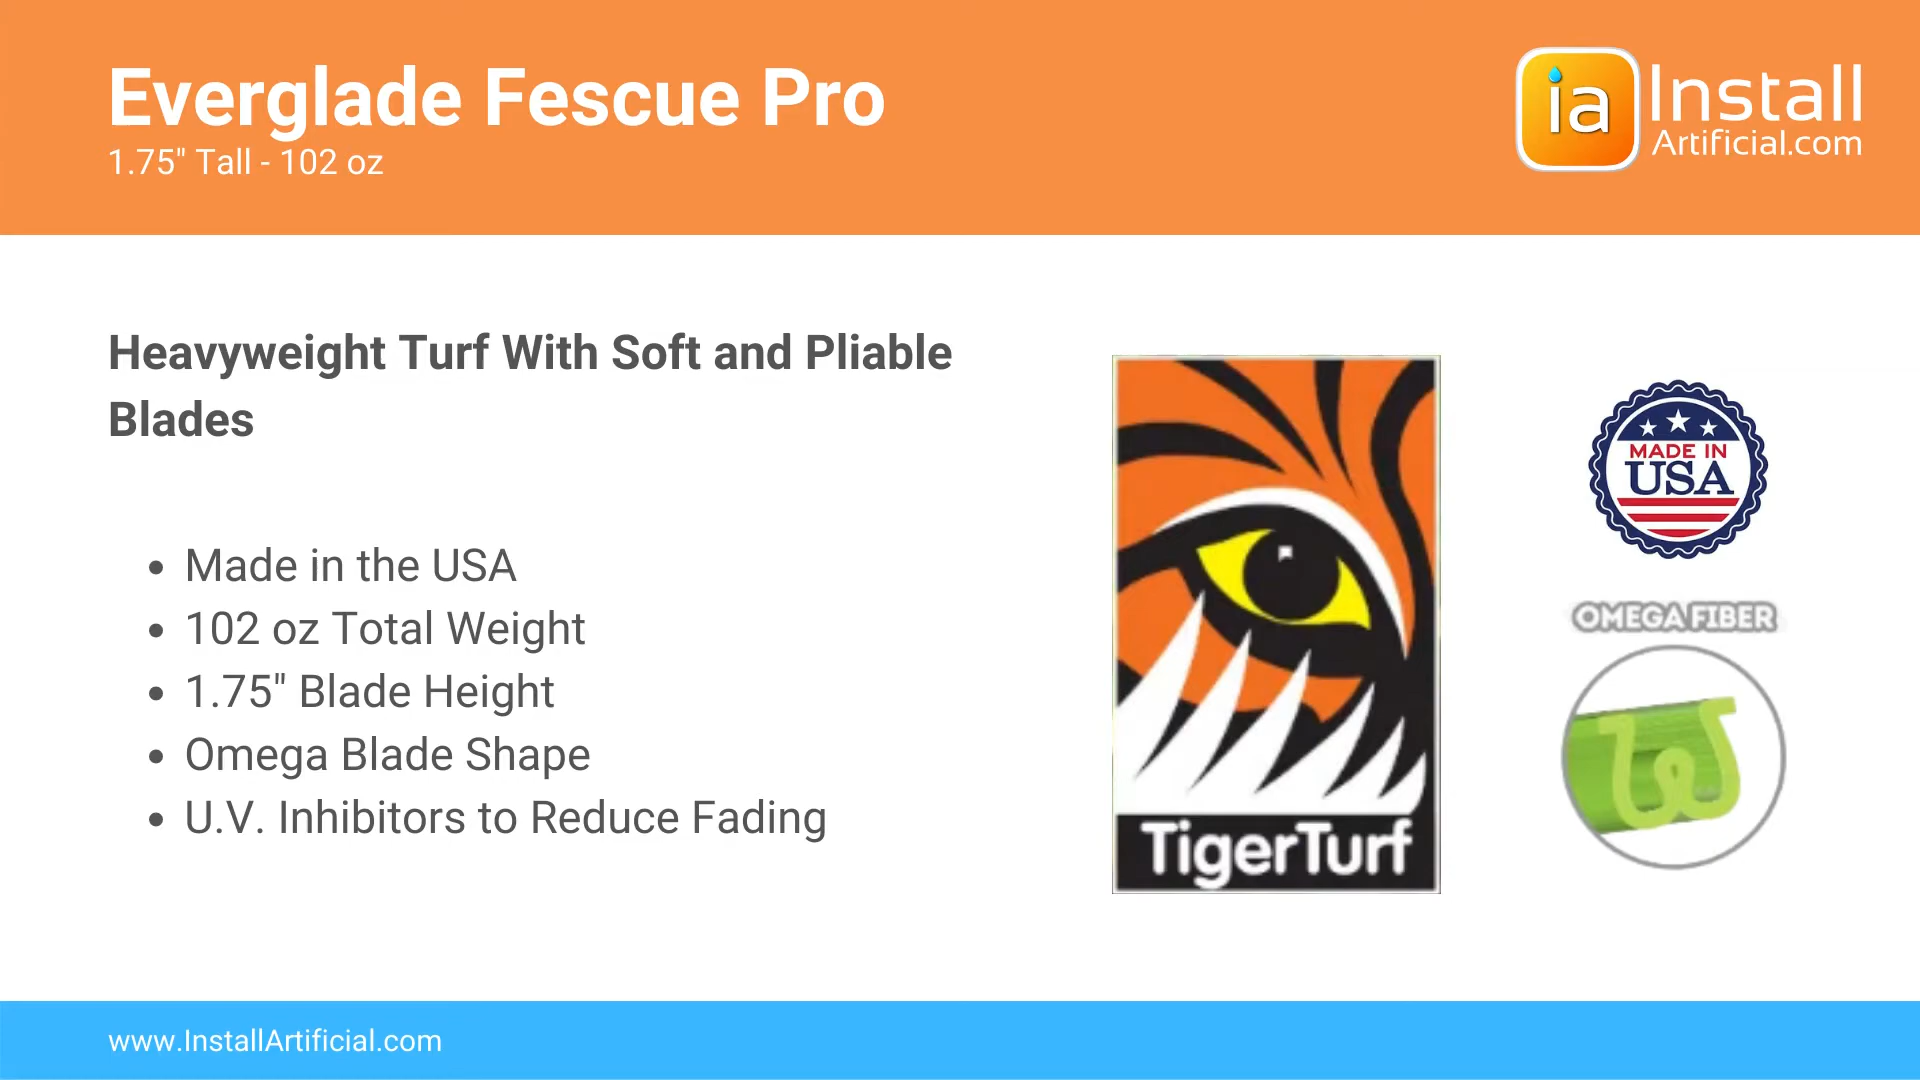 Everglade Fescue Pro
1.75" Tall - 102 oz
ia
Install
Artificial.com
Heavyweight Turf With Soft and Pliable
Blades
• Made in the USA
• 102 oz Total Weight
• 1.75" Blade Height
• Omega Blade Shape
• U.V. Inhibitors to Reduce Fading
TigerTurf
MADE IN
USA
OMEGA FIBER
www.InstallArtificial.com